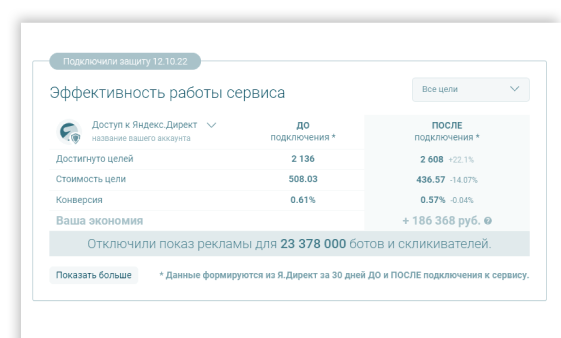 Подключили защиту 12.10.22
Эффективность работы сервиса
Все цели
Доступ к Яндекс.Директ
название вашего аккаунта
ДО
подключения *
ПОСЛЕ
подключения *
Достигнуто целей 2 136 2 608 +22.1%
Стоимость цели 508.03 436.57 -14.07%
Конверсия 0.61% 0.57% -0.04%
Ваша экономия + 186 368 руб. ?
Отключили показ рекламы для 23 378 000 ботов и скликивателей.
Показать больше * Данные формируются из Я.Директ за 30 дней ДО и ПОСЛЕ подключения к сервису.